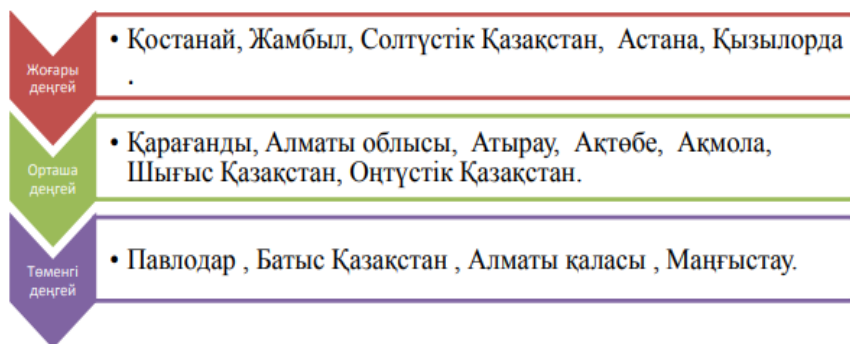 Жоғары
деңгей
• Қостанай, Жамбыл, Солтүстік Қазақстан, Астана, Қызылорда
.
Орташа
деңгей
• Қарағанды, Алматы облысы, Атырау, Ақтөбе, Ақмола,
Шығыс Қазақстан, Оңтүстік Қазақстан.
Төменгі
деңгей
• Павлодар , Батыс Қазақстан , Алматы қаласы , Маңғыстау.